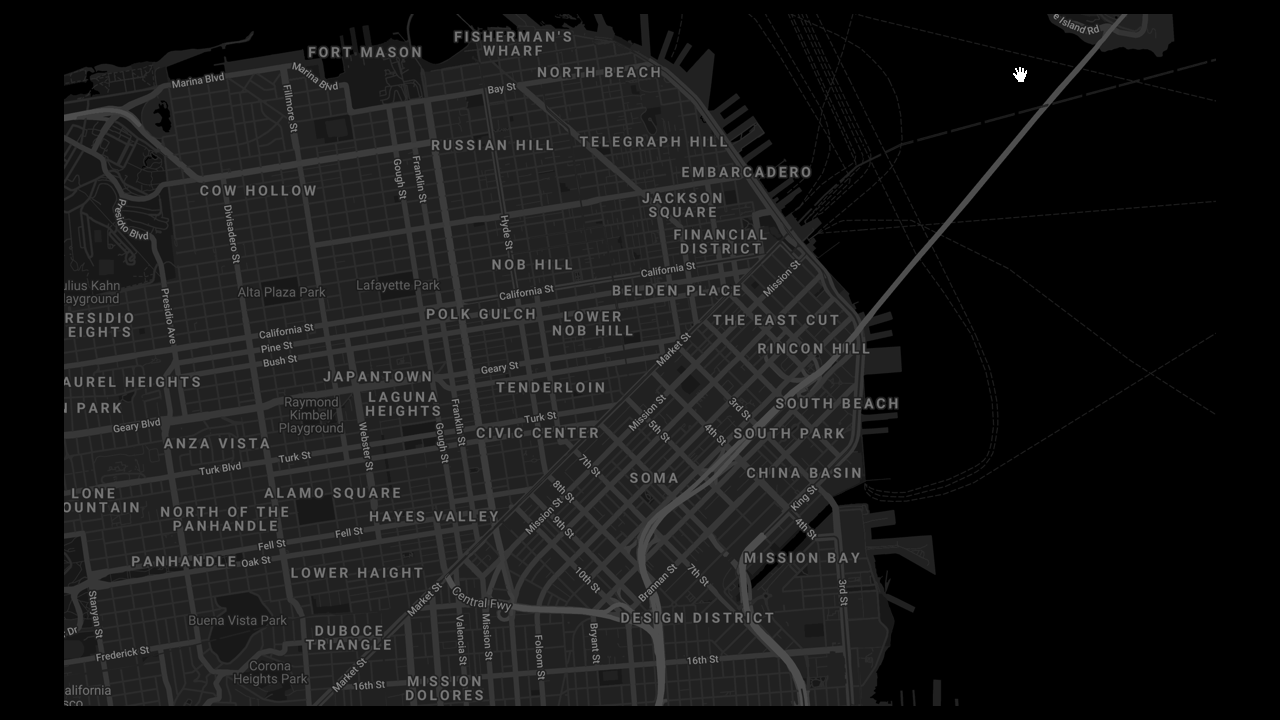 e Island Rd
FISHERMAN'S
WHARF
FORT MASON
NORTH BEACH
Marina Blvd
Marina Blvd
Bay St
Fillmore St
RUSSIAN HILL
TELEGRAPH HILL
EMBARCADERO
Gough St
Franklin St
COW HOLLOW
JACKSON
SQUARE
Presidio Blvd
Divisadero St
Hyde St
FINANCIAL
DISTRICT
NOB HILL
California St
Mission St
ulius Kahn
layground
Alta Plaza Park
Lafayette Park
California St
BELDEN PLACE
Presidio Ave
RESIDIO
EIGHTS
POLK GULCH
LOWER
NOB HILL
THE EAST CUT
California St
Pine St
Bush St
Market St
RINCON HILL
Geary St
JAPANTOWN
AUREL HEIGHTS
TENDERLOIN
LAGUNA
HEIGHTS
Raymond
Kimbell
Playground
N PARK
SOUTH BEACH
3rd St
Mission St
Franklin St
Turk St
Geary Blvd
CIVIC CENTER
5th St
4th St
SOUTH PARK
ANZA VISTA
Webster St
Gough St
Turk St
Turk Blvd
7th St
SOMA
CHINA BASIN
LONE
OUNTAIN
ALAMO SQUARE
8th St
King St
NORTH OF THE
PANHANDLE
HAYES VALLEY
Mission St
9th St
4th St
Fell St
Fell St
PANHANDLE
Oak St
MISSION BAY
LOWER HAIGHT
10th St
Brannan St
7th St
3rd St
Market St
Central Fwy
Stanyan St
Buena Vista Park
DESIGN DISTRICT
Dr
DUBOCE
TRIANGLE
Valencia St
Mission St
Folsom St
Bryant St
Frederick St
16th St
Corona
Heights Park
Market St
16th St
MISSION
DOLORES
alifornia
sco